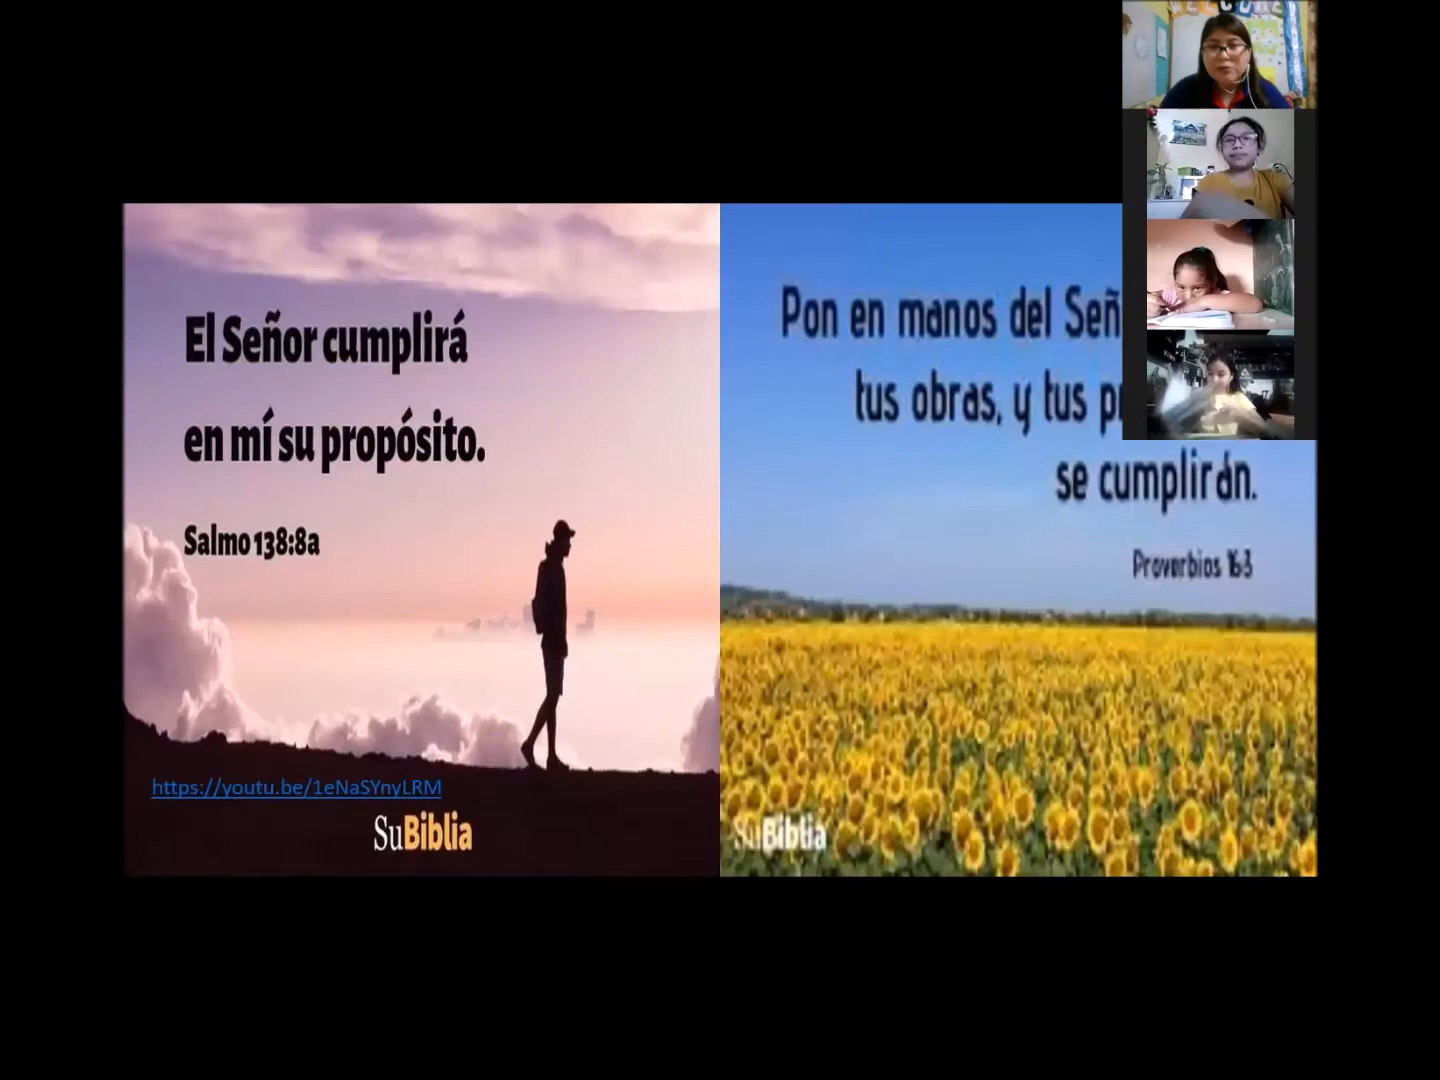 WELCOME
El Señor cumplirá
en mí su propósito.
Salmo 138:8a
https://youtu.be/1eNaSYnyLRM
SuBiblia
Pon en manos del
tus obras, y tus
se cumplirán.
Proverbios 16:3
SuBiblia